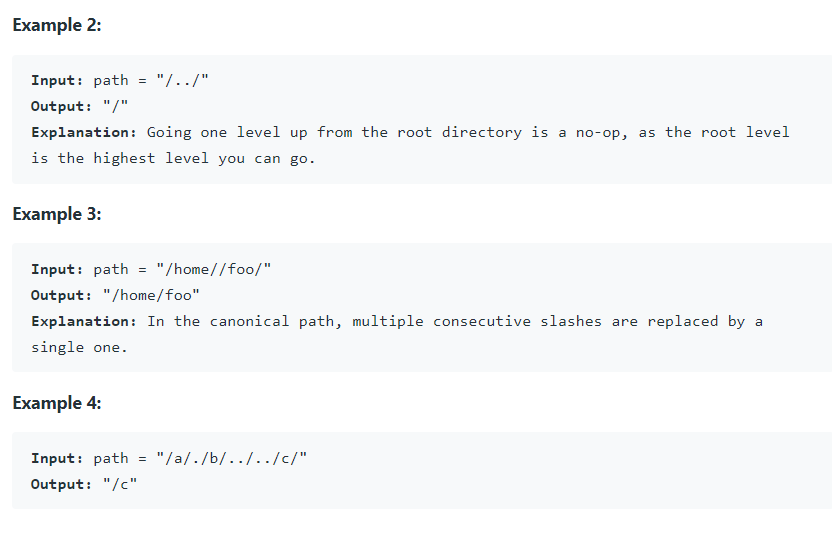 Example 2:
Input: path = "/../"
Output: "/"
Explanation: Going one level up from the root directory is a no-op, as the root level
is the highest level you can go.
Example 3:
Input: path = "/home//foo/"
Output: "/home/foo"
Explanation: In the canonical path, multiple consecutive slashes are replaced by a
single one.
Example 4:
Input: path = "/a/./b/../../c/"
Output: "/c"